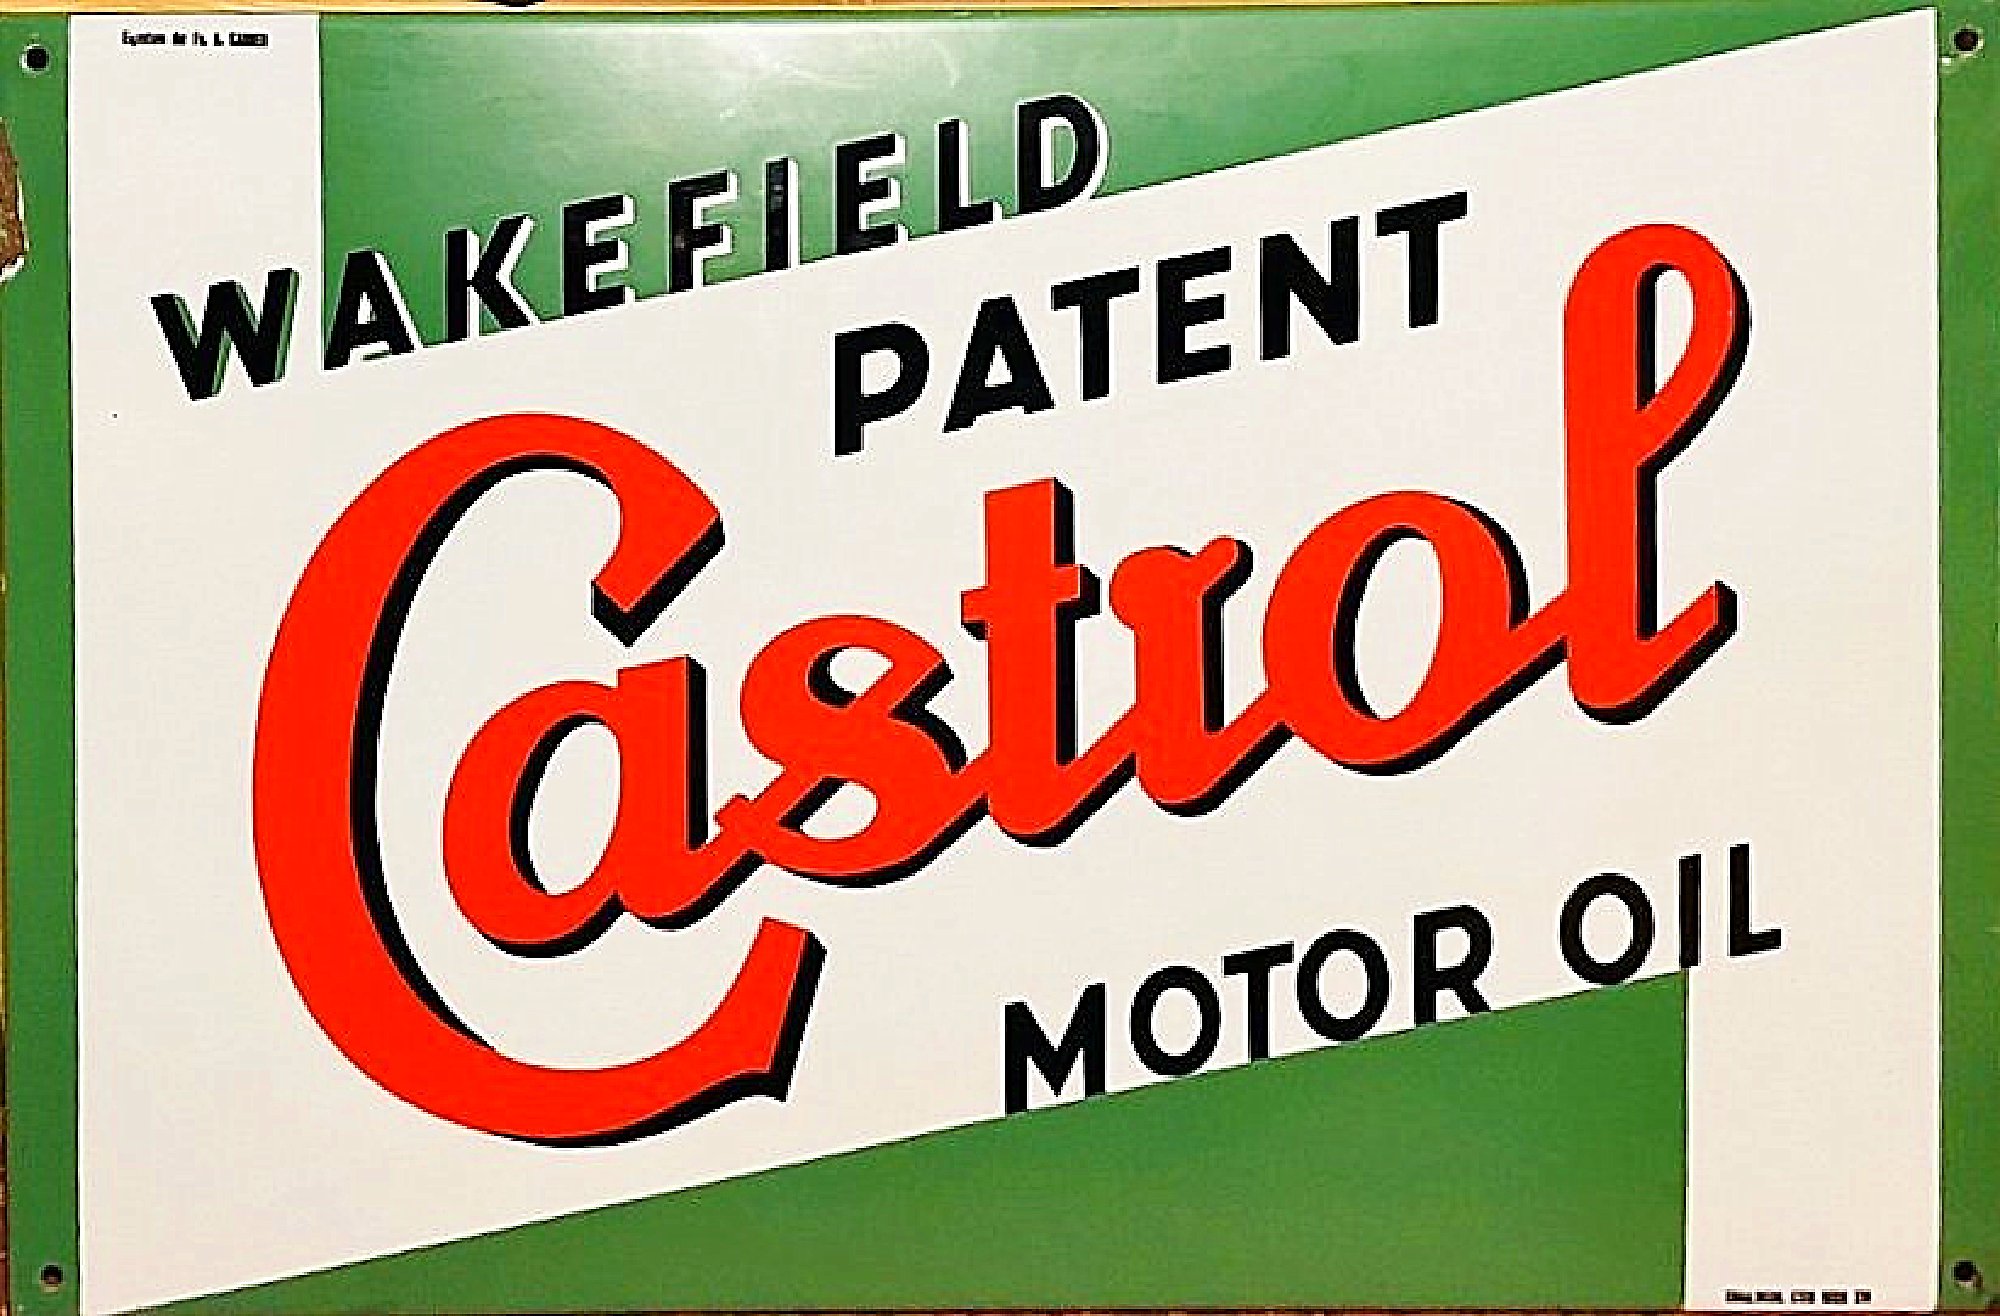 WAKEFIELD
PATENT
Castrol
MOTOR OIL